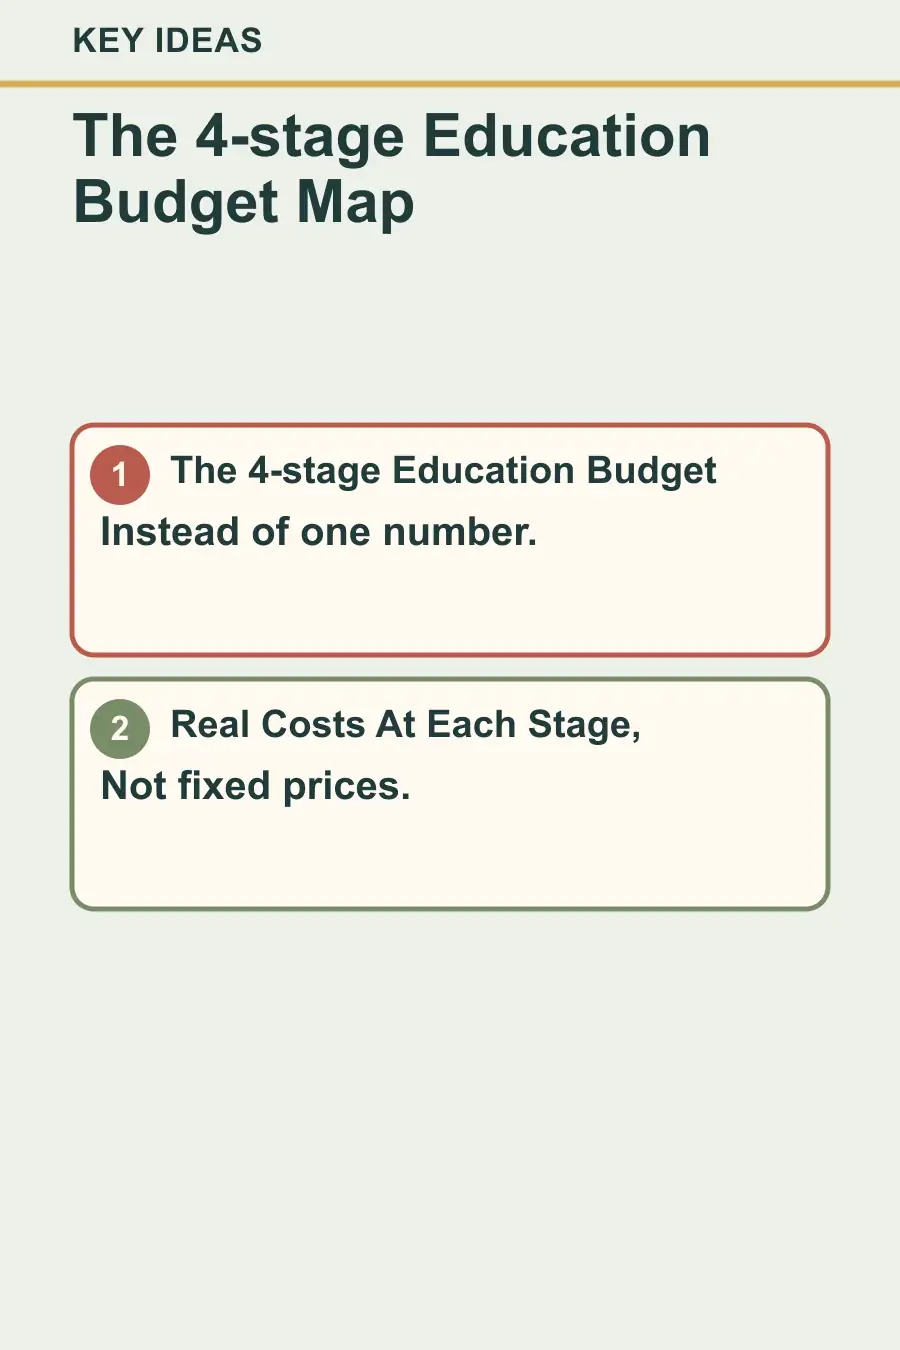 KEY IDEAS
The 4-stage Education
Budget Map
1 The 4-stage Education Budget
Instead of one number.
2 Real Costs At Each Stage,
Not fixed prices.